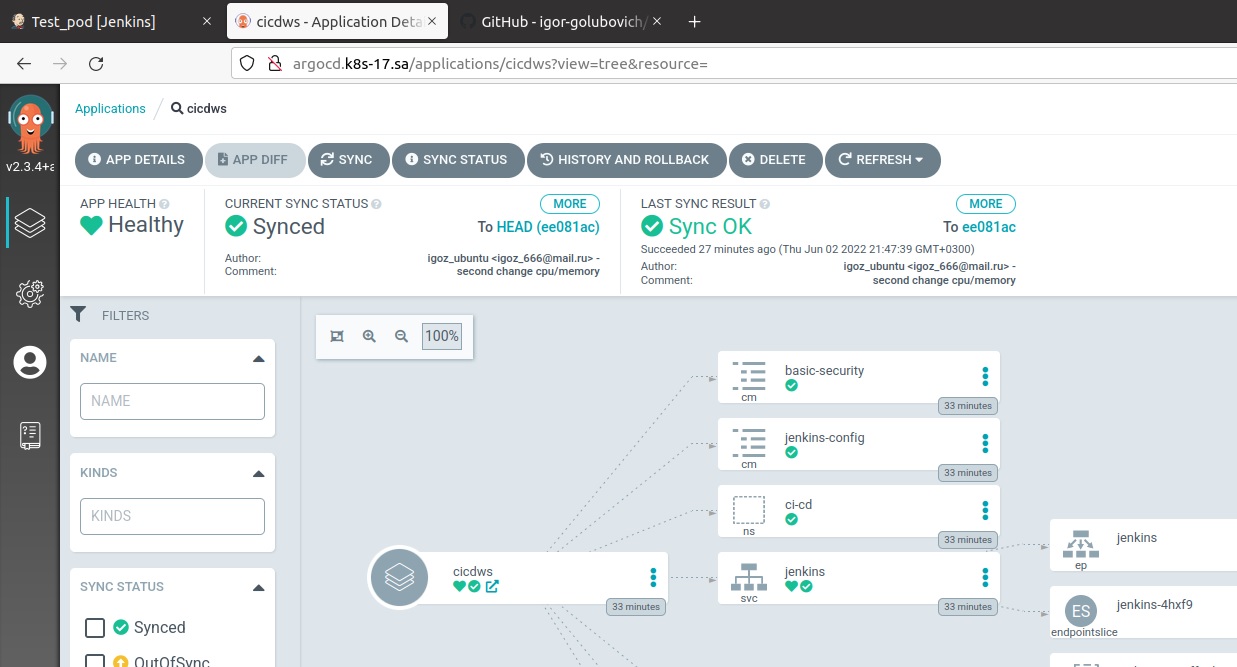 Test_pod [Jenkins]
cicdws - Application Deta
GitHub - igor-golubovich/
argocd.k8s-17.sa/applications/cicdws?view=tree&resource=
v2.3.4+a
Applications / cicdws
APP DETAILS APP DIFF SYNC SYNC STATUS HISTORY AND ROLLBACK DELETE REFRESH
APP HEALTH
Healthy
CURRENT SYNC STATUS MORE
Synced To HEAD (ee081ac)
Author: igoz_ubuntu <igoz_666@mail.ru> -
Comment: second change cpu/memory
LAST SYNC RESULT MORE
Sync OK To ee081ac
Succeeded 27 minutes ago (Thu Jun 02 2022 21:47:39 GMT+0300)
Author: igoz_ubuntu <igoz_666@mail.ru> -
Comment: second change cpu/memory
FILTERS
NAME
NAME
KINDS
KINDS
SYNC STATUS
Synced
OutOfSync
100%
cicdws
33 minutes
basic-security
cm
33 minutes
jenkins-config
cm
33 minutes
ci-cd
ns
33 minutes
jenkins
svc
33 minutes
jenkins
ep
ES
jenkins-4hxf9
endpointslice